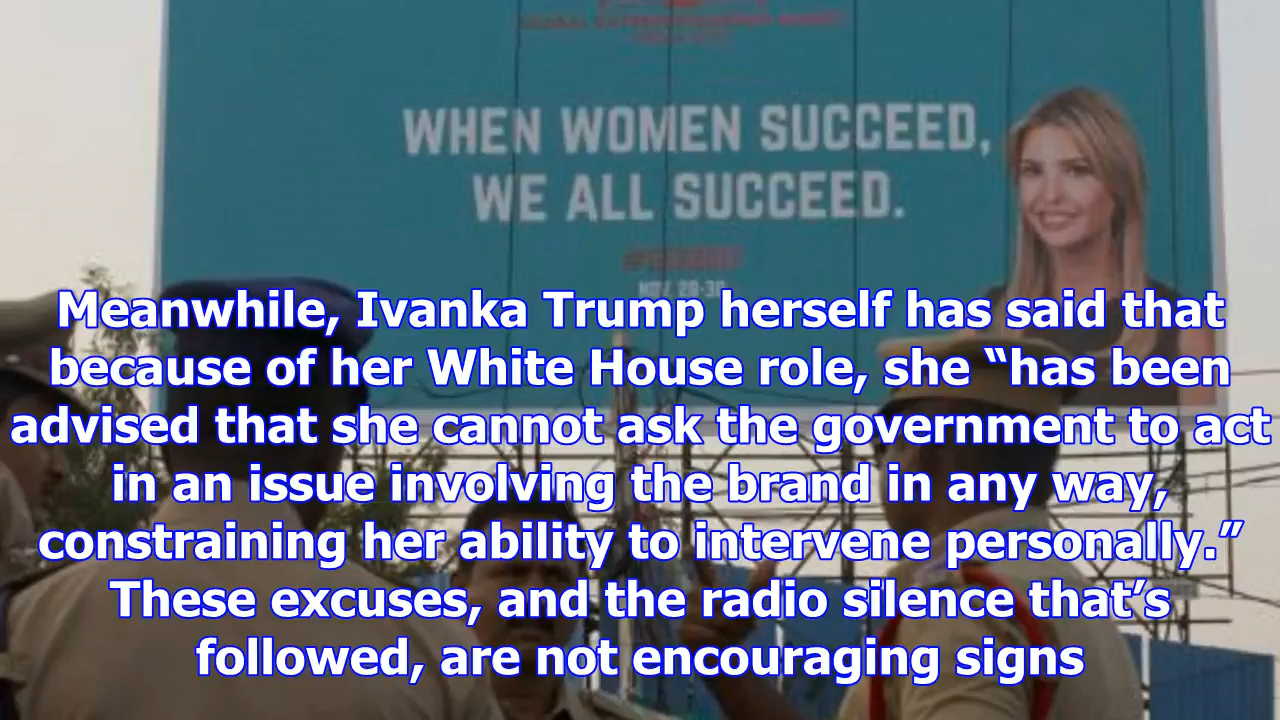 WHEN WOMEN SUCCEED,
WE ALL SUCCEED.
NOV 28-30
Meanwhile, Ivanka Trump herself has said that
because of her White House role, she “has been
advised that she cannot ask the government to act
in an issue involving the brand in any way,
constraining her ability to intervene personally.”
These excuses, and the radio silence that’s
followed, are not encouraging signs